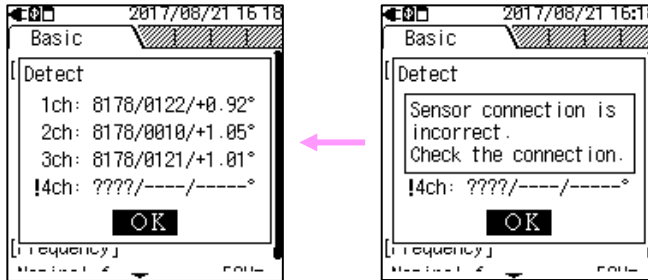 2017/08/21 16 18
Basic
[
Detect
1ch: 8178/0122/+0.92°
2ch: 8178/0010/+1.05°
3ch: 8178/0121/+1.01°
!4ch: ????/----/-----°
OK
2017/08/21 16:1
Basic
[
Detect
Sensor connection is
incorrect.
Check the connection.
!4ch: ????/----/-----°
OK